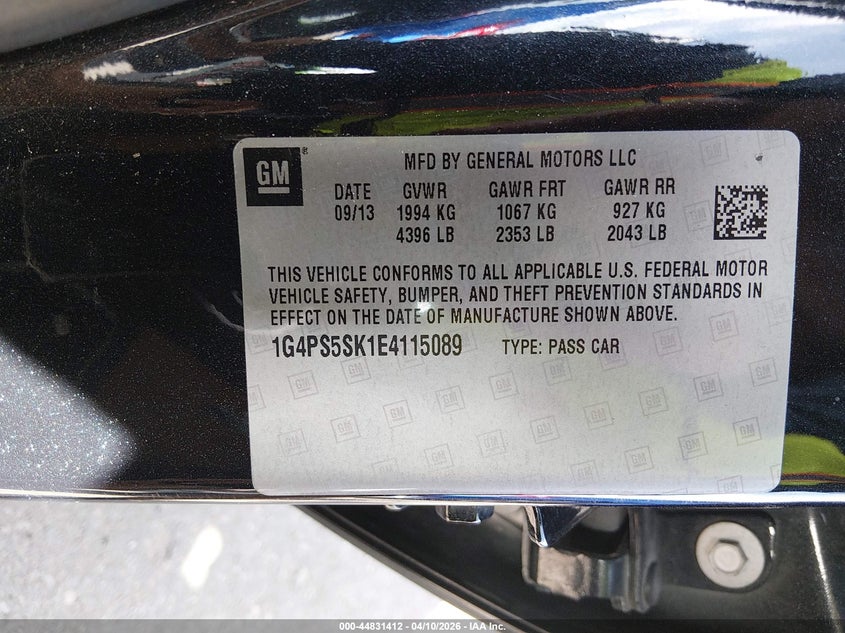 GM
MFD BY GENERAL MOTORS LLC
DATE GVWR GAWR FRT GAWR RR
09/13 1994 KG 1067 KG 927 KG
4396 LB 2353 LB 2043 LB
THIS VEHICLE CONFORMS TO ALL APPLICABLE U.S. FEDERAL MOTOR
VEHICLE SAFETY, BUMPER, AND THEFT PREVENTION STANDARDS IN
EFFECT ON THE DATE OF MANUFACTURE SHOWN ABOVE.
1G4PS5SK1E4115089 TYPE: PASS CAR
000-44831412 - 04/10/2026 - IAA Inc.